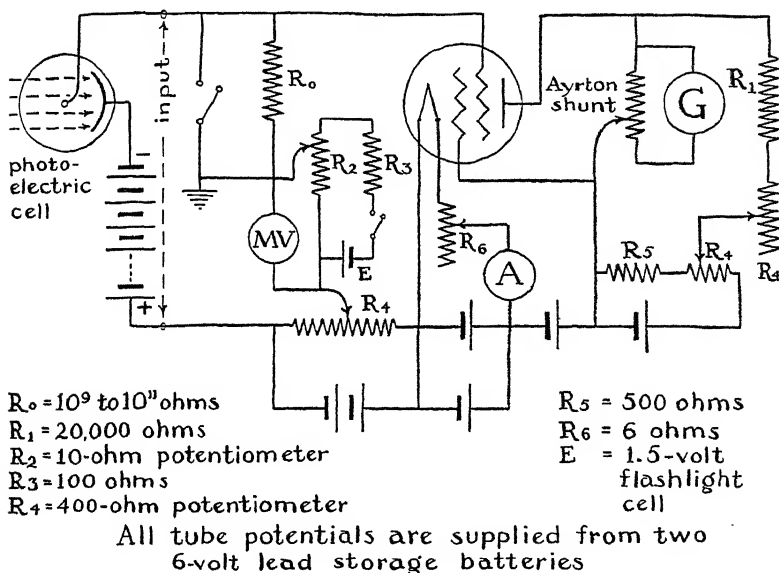 photo-
electric
cell
input
−
+
R₀
MV
R₂
R₃
E
R₄
R₆
A
Ayrton
shunt
G
R₁
R₅
R₄
R₄
R₀ = 10⁹ to 10¹¹ ohms
R₁ = 20,000 ohms
R₂ = 10-ohm potentiometer
R₃ = 100 ohms
R₄ = 400-ohm potentiometer
R₅ = 500 ohms
R₆ = 6 ohms
E = 1.5-volt
flashlight
cell
All tube potentials are supplied from two
6-volt lead storage batteries